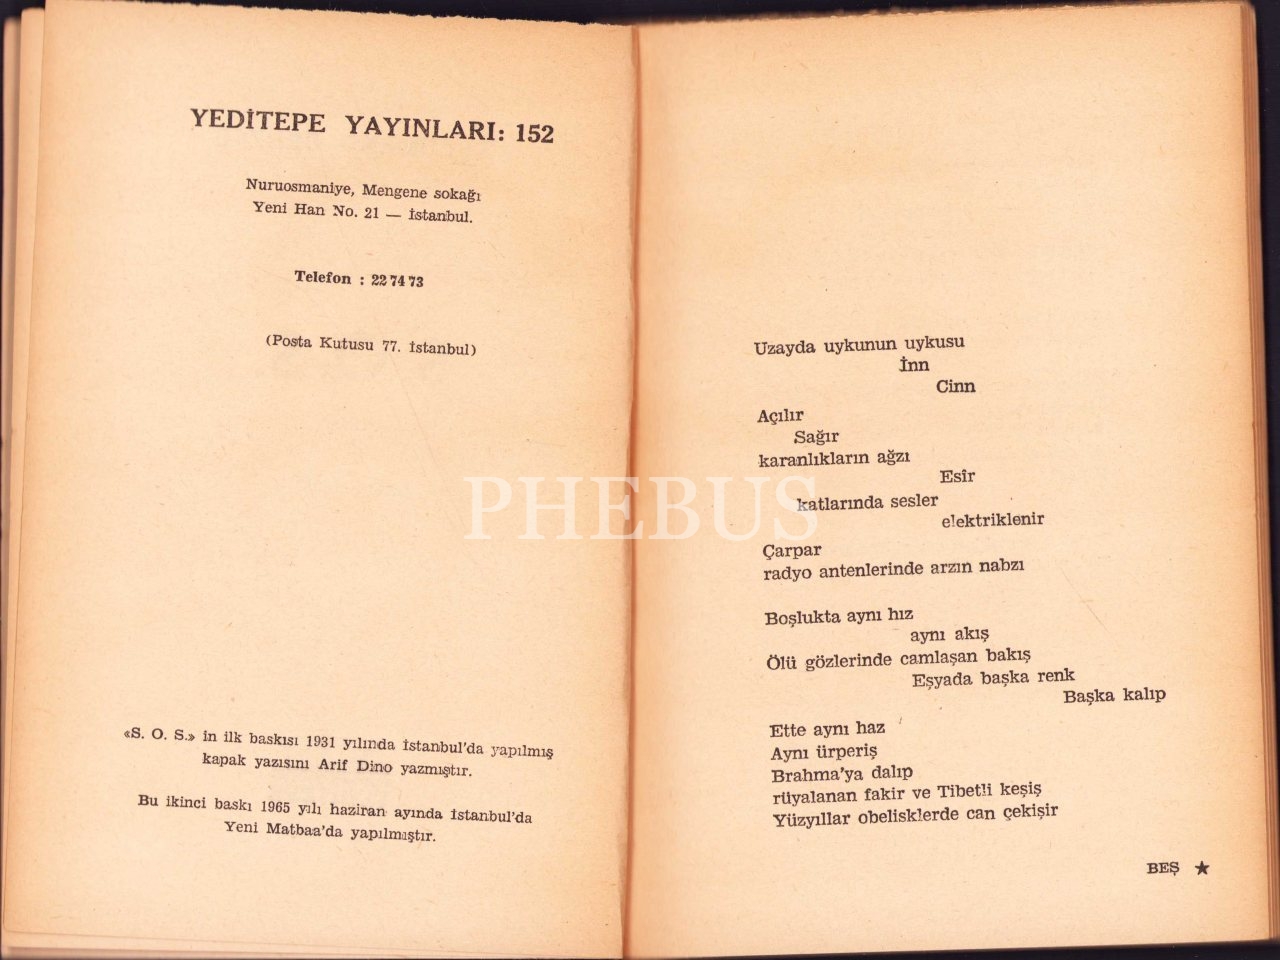 YEDİTEPE YAYINLARI: 152
Nuruosmaniye, Mengene sokağı
Yeni Han No. 21 — İstanbul.
Telefon : 22 74 73
(Posta Kutusu 77. İstanbul)
«S. O. S.» in ilk baskısı 1931 yılında İstanbul'da yapılmış
kapak yazısını Arif Dino yazmıştır.
Bu ikinci baskı 1965 yılı haziran ayında İstanbul'da
Yeni Matbaa'da yapılmıştır.
PHEBUS
Uzayda uykunun uykusu
İnn
Cinn
Açılır
Sağır
karanlıkların ağzı
Esîr
katlarında sesler
elektriklenir
Çarpar
radyo antenlerinde arzın nabzı
Boşlukta aynı hız
aynı akış
Ölü gözlerinde camlaşan bakış
Eşyada başka renk
Başka kalıp
Ette aynı haz
Aynı ürperiş
Brahma'ya dalıp
rüyalanan fakir ve Tibetli keşiş
Yüzyıllar obelisklerde can çekişir
BEŞ ★